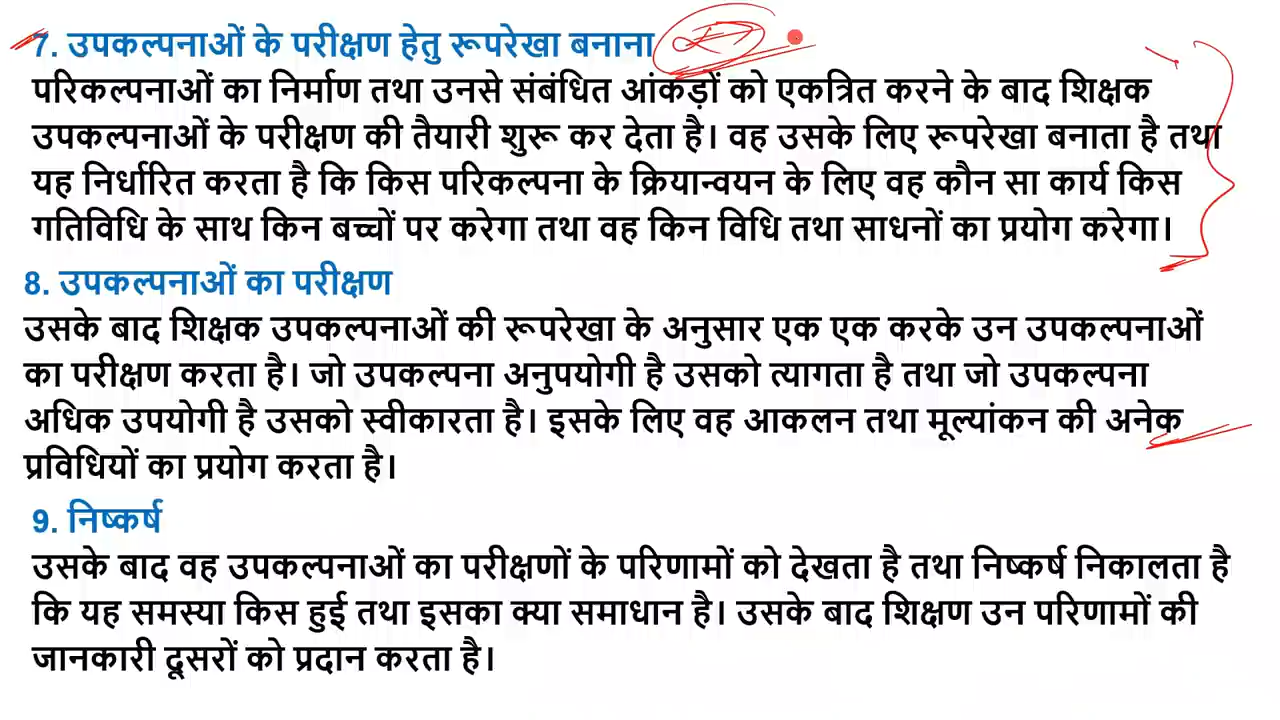 7. उपकल्पनाओं के परीक्षण हेतु रूपरेखा बनाना
परिकल्पनाओं का निर्माण तथा उनसे संबंधित आंकड़ों को एकत्रित करने के बाद शिक्षक
उपकल्पनाओं के परीक्षण की तैयारी शुरू कर देता है। वह उसके लिए रूपरेखा बनाता है तथा
यह निर्धारित करता है कि किस परिकल्पना के क्रियान्वयन के लिए वह कौन सा कार्य किस
गतिविधि के साथ किन बच्चों पर करेगा तथा वह किन विधि तथा साधनों का प्रयोग करेगा।
8. उपकल्पनाओं का परीक्षण
उसके बाद शिक्षक उपकल्पनाओं की रूपरेखा के अनुसार एक एक करके उन उपकल्पनाओं
का परीक्षण करता है। जो उपकल्पना अनुपयोगी है उसको त्यागता है तथा जो उपकल्पना
अधिक उपयोगी है उसको स्वीकारता है। इसके लिए वह आकलन तथा मूल्यांकन की अनेक
प्रविधियों का प्रयोग करता है।
9. निष्कर्ष
उसके बाद वह उपकल्पनाओं का परीक्षणों के परिणामों को देखता है तथा निष्कर्ष निकालता है
कि यह समस्या किस हुई तथा इसका क्या समाधान है। उसके बाद शिक्षण उन परिणामों की
जानकारी दूसरों को प्रदान करता है।